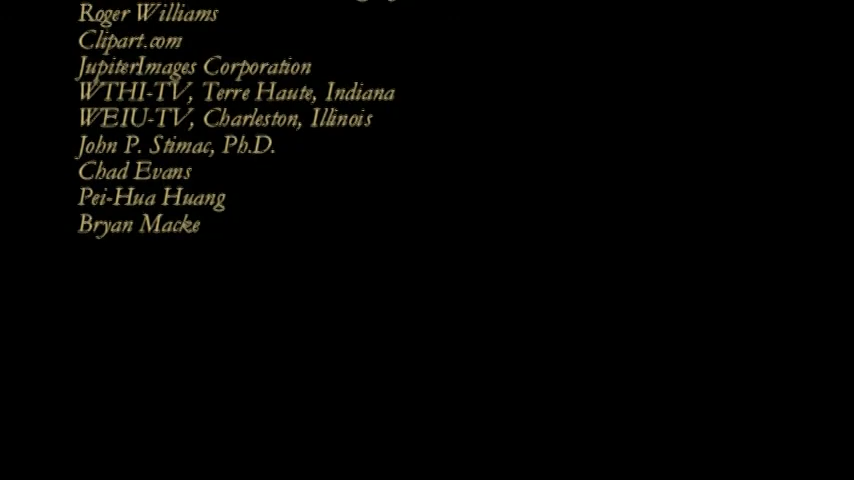 Roger Williams
Clipart.com
JupiterImages Corporation
WTHI-TV, Terre Haute, Indiana
WEIU-TV, Charleston, Illinois
John P. Stimac, Ph.D.
Chad Evans
Pei-Hua Huang
Bryan Macke